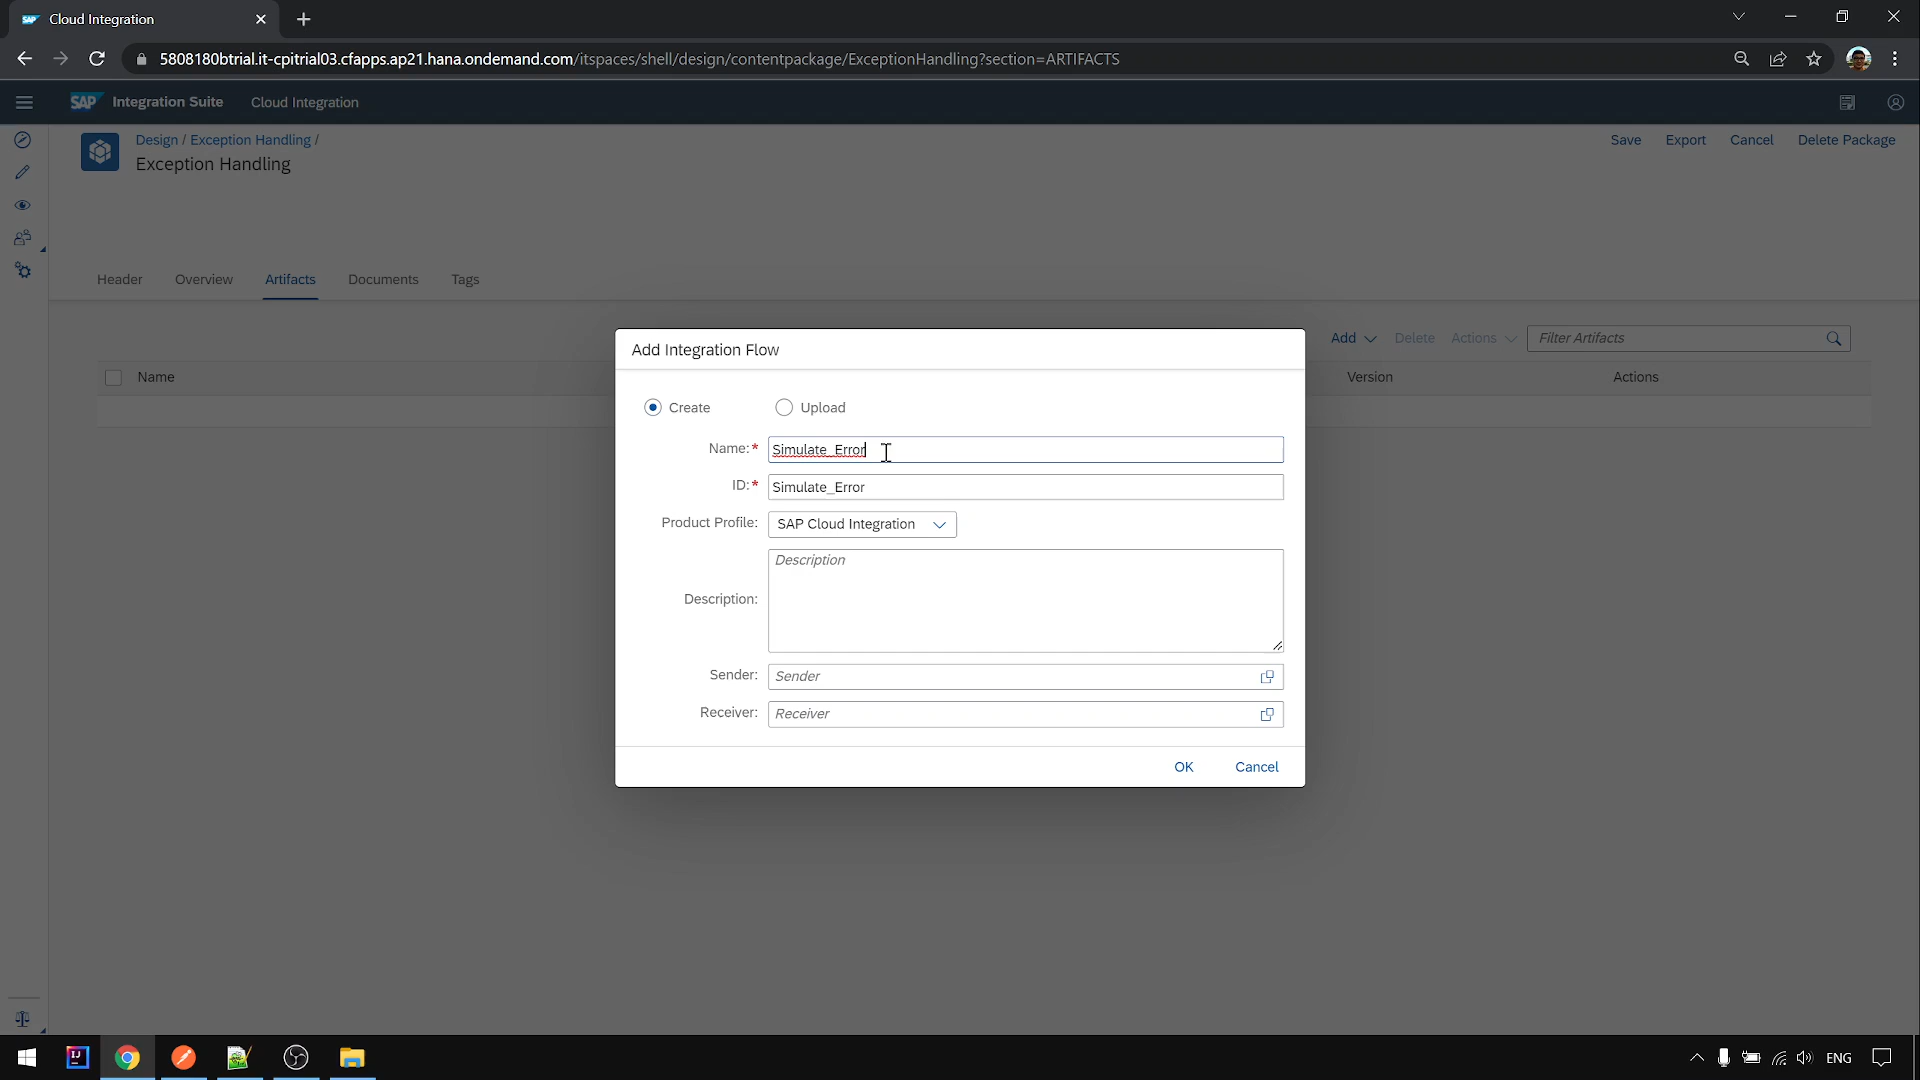 SAP Cloud Integration
5808180btrial.it-cpitrial03.cfapps.ap21.hana.ondemand.com/itspaces/shell/design/contentpackage/ExceptionHandling?section=ARTIFACTS
SAP Integration Suite Cloud Integration
Design / Exception Handling /
Exception Handling
Save Export Cancel Delete Package
Header Overview Artifacts Documents Tags
Add Delete Actions Filter Artifacts
Name Version Actions
Add Integration Flow
Create Upload
Name:* Simulate_Error
ID:* Simulate_Error
Product Profile: SAP Cloud Integration
Description: Description
Sender: Sender
Receiver: Receiver
OK Cancel
IJ
ENG